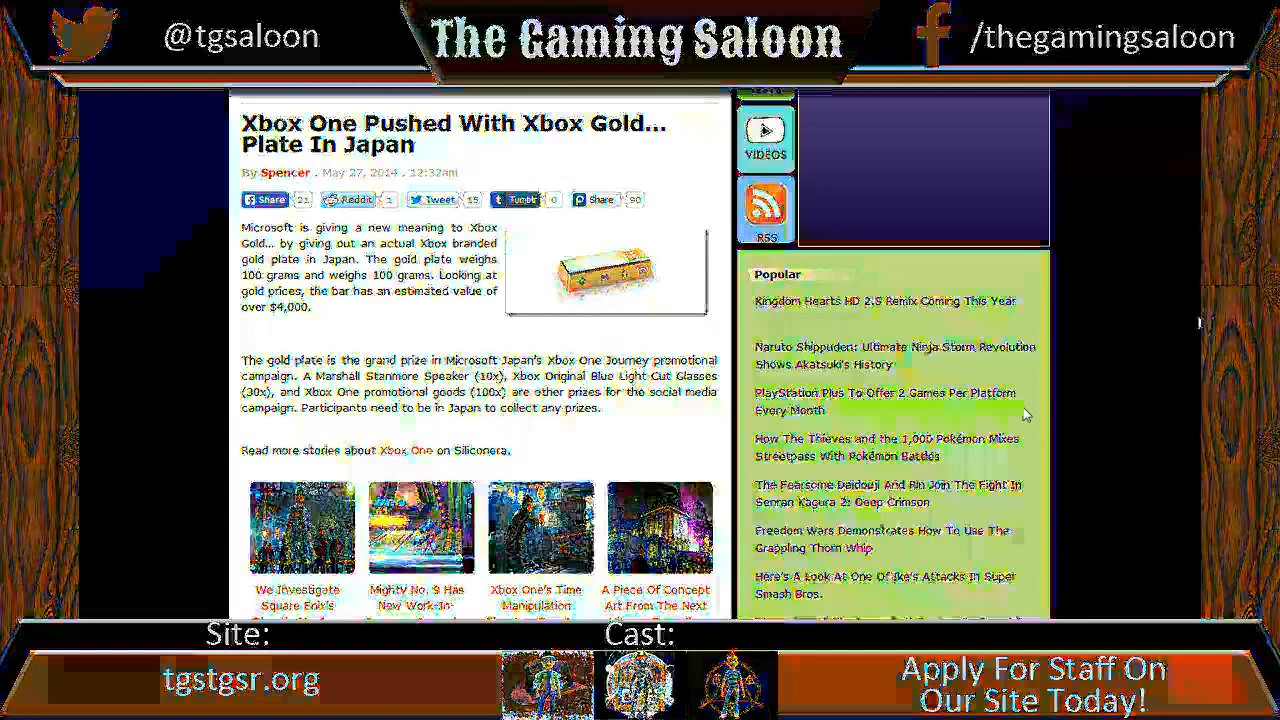 @tgsaloon
The Gaming Saloon
/thegamingsaloon
Xbox One Pushed With Xbox Gold...
Plate In Japan
By Spencer . May 27, 2014 . 12:32am
Share 21 Reddit 1 Tweet 15 Tumblr 0 Share 90
Microsoft is giving a new meaning to Xbox
Gold... by giving out an actual Xbox branded
gold plate in Japan. The gold plate weighs
100 grams and weighs 100 grams. Looking at
gold prices, the bar has an estimated value of
over $4,000.
The gold plate is the grand prize in Microsoft Japan's Xbox One Journey promotional
campaign. A Marshall Stanmore Speaker (10x), Xbox Original Blue Light Cut Glasses
(30x), and Xbox One promotional goods (100x) are other prizes for the social media
campaign. Participants need to be in Japan to collect any prizes.
Read more stories about Xbox One on Siliconera.
We Investigate
Square Enix's
Mighty No. 9 Has
New Work-In-
Xbox One's Time
Manipulation
A Piece Of Concept
Art From The Next
VIDEOS
RSS
Popular
Kingdom Hearts HD 2.5 Remix Coming This Year
Naruto Shippuden: Ultimate Ninja Storm Revolution
Shows Akatsuki's History
PlayStation Plus To Offer 2 Games Per Platform
Every Month
How The Thieves and the 1,000 Pokémon Mixes
Streetpass With Pokémon Battles
The Fearsome Daidouji And Rin Join The Fight In
Senran Kagura 2: Deep Crimson
Freedom Wars Demonstrates How To Use The
Grappling Thorn Whip
Here's A Look At One Of Ike's Attacks In Super
Smash Bros.
Site:
tgstgsr.org
Cast:
Apply For Staff On
Our Site Today!